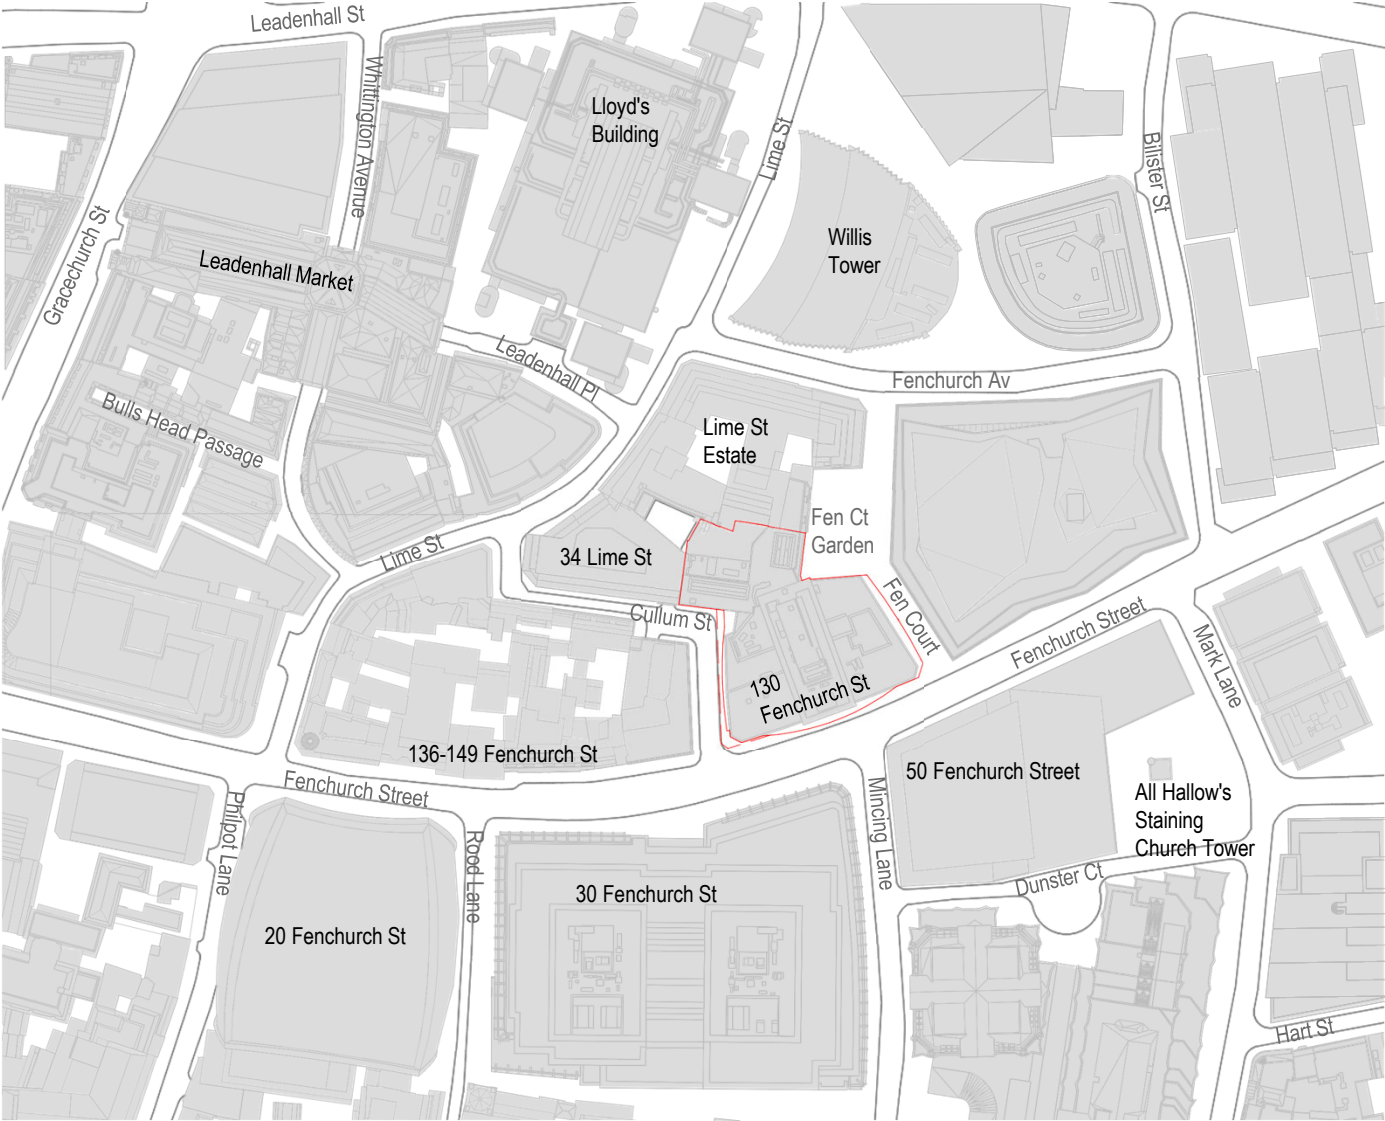 Leadenhall St
Whittington Avenue
Lloyd's
Building
Lime St
Billster St
Gracechurch St
Leadenhall Market
Willis
Tower
Leadenhall Pl
Fenchurch Av
Bulls Head Passage
Lime St
Estate
Fen Ct
Garden
Lime St
34 Lime St
Cullum St
Fen Court
Fenchurch Street
Mark Lane
130
Fenchurch St
136-149 Fenchurch St
50 Fenchurch Street
Fenchurch Street
Philpot Lane
Rood Lane
Mincing Lane
All Hallow's
Staining
Church Tower
Dunster Ct
30 Fenchurch St
20 Fenchurch St
Hart St